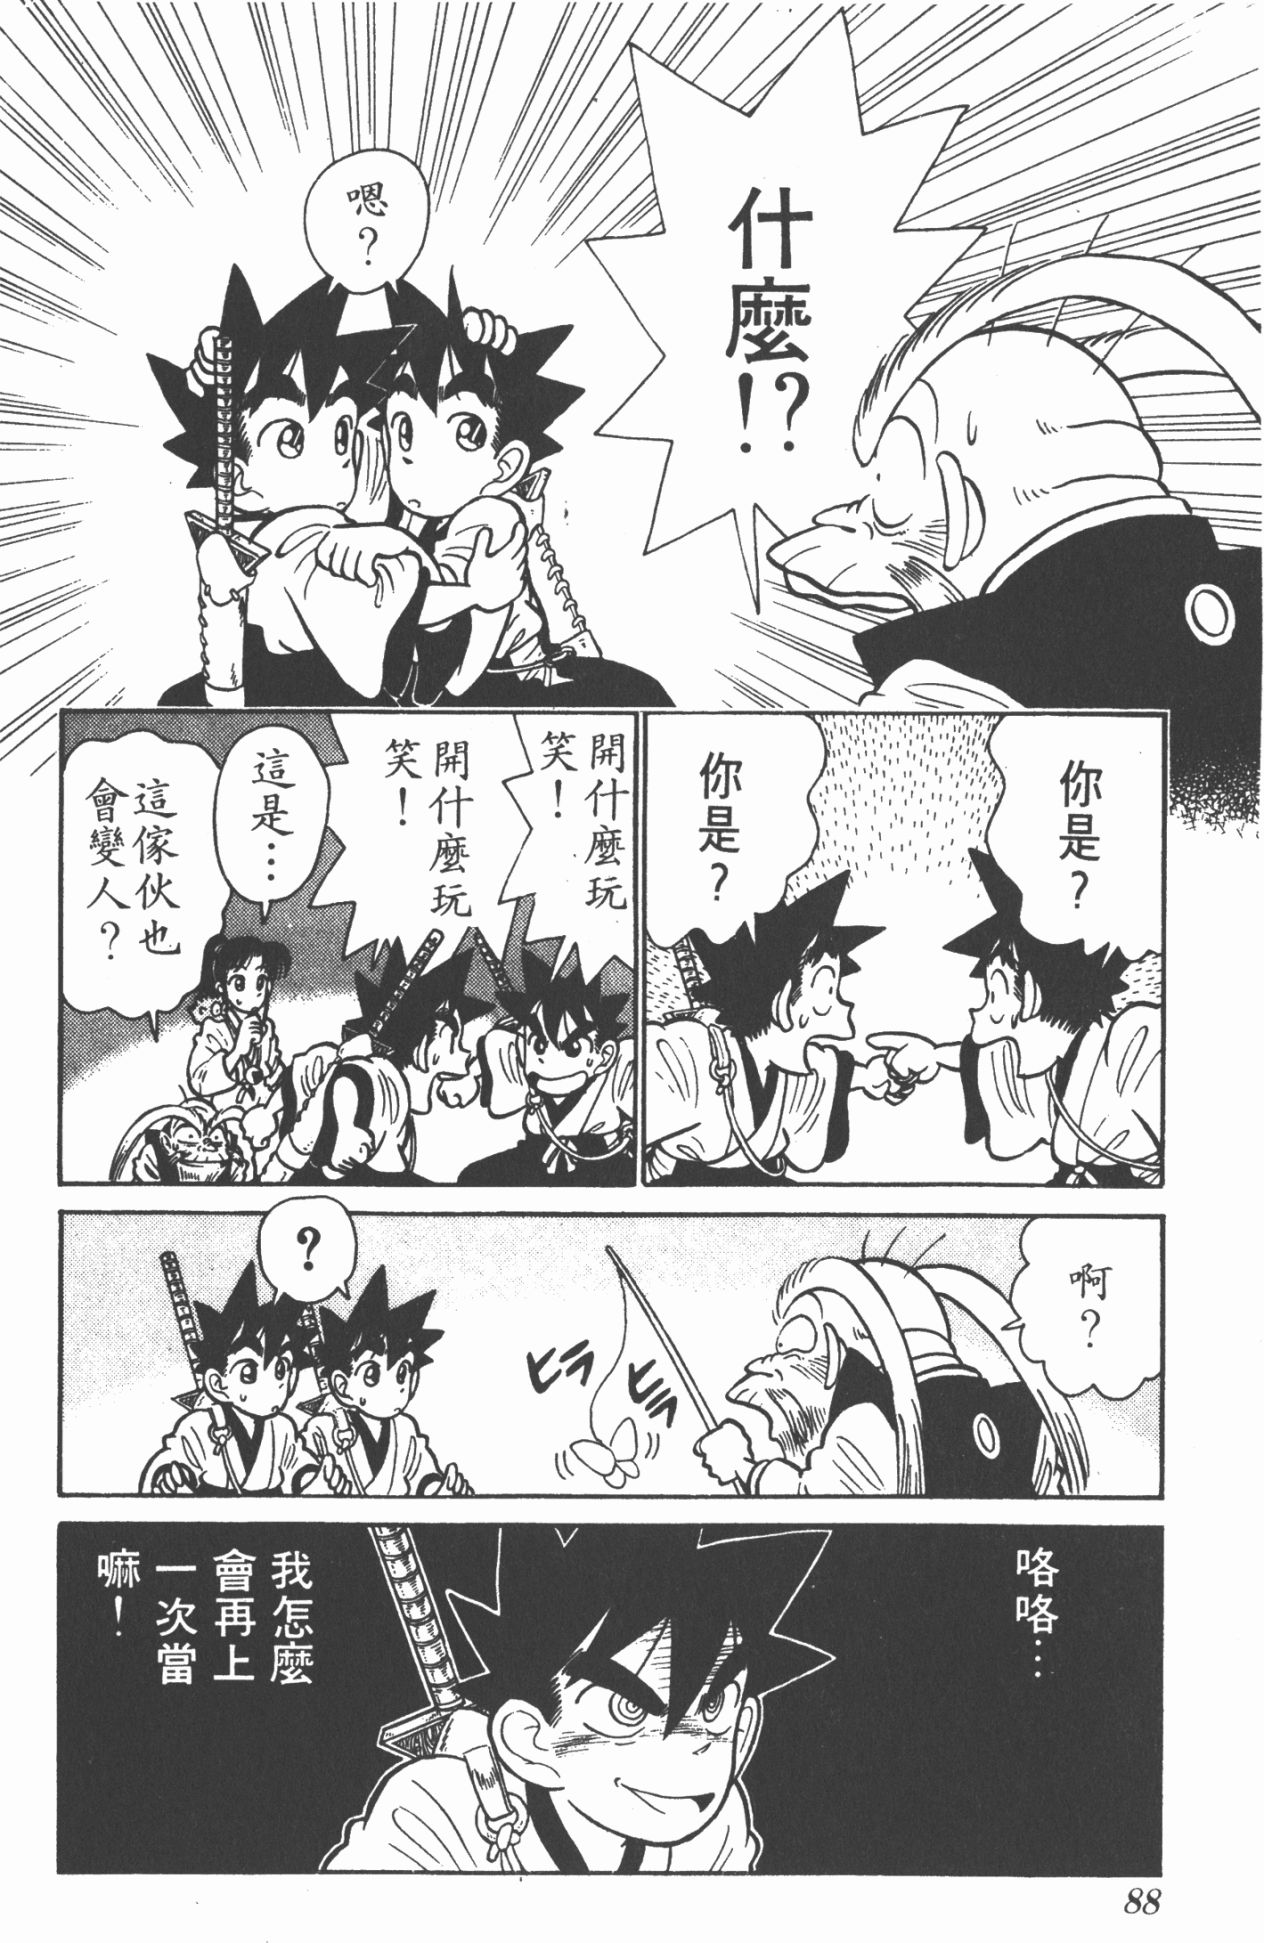 什麼!?
嗯？
你是？
你是？
開什麼玩
笑！
開什麼玩
笑！
這是…
這傢伙也
會變人？
啊？
ヒラ
ヒラ
？
咯咯…
我怎麼
會再上
一次當
嘛！
88